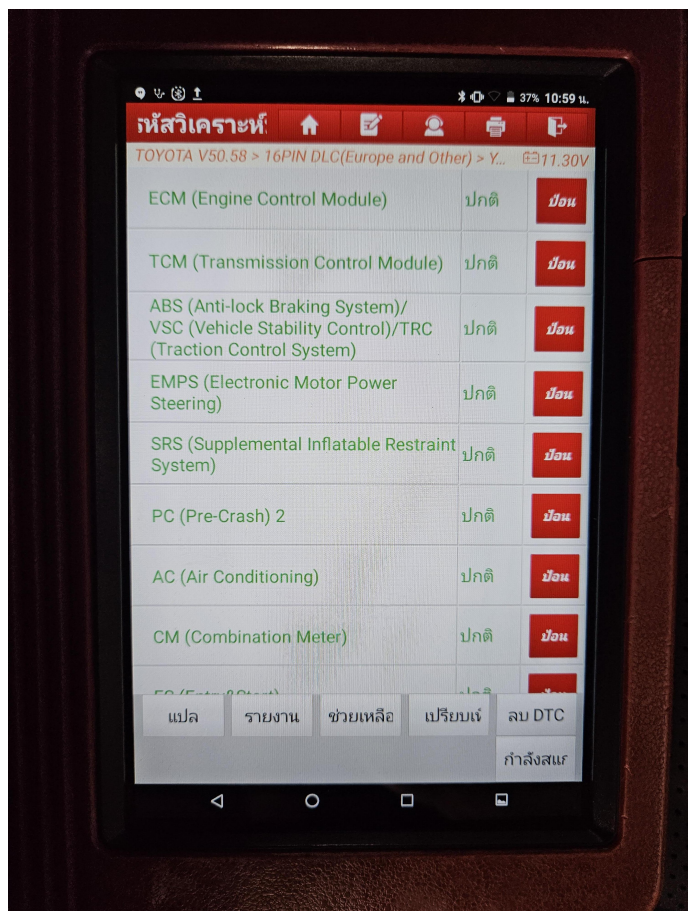 37% 10:59 น.
รหัสวิเคราะห์
TOYOTA V50.58 > 16PIN DLC(Europe and Other) > Y... 11.30V
ECM (Engine Control Module) ปกติ ป้อน
TCM (Transmission Control Module) ปกติ ป้อน
ABS (Anti-lock Braking System)/
VSC (Vehicle Stability Control)/TRC ปกติ ป้อน
(Traction Control System)
EMPS (Electronic Motor Power
Steering) ปกติ ป้อน
SRS (Supplemental Inflatable Restraint
System) ปกติ ป้อน
PC (Pre-Crash) 2 ปกติ ป้อน
AC (Air Conditioning) ปกติ ป้อน
CM (Combination Meter) ปกติ ป้อน
แปล รายงาน ช่วยเหลือ เปรียบเที ลบ DTC
กำลังสแก